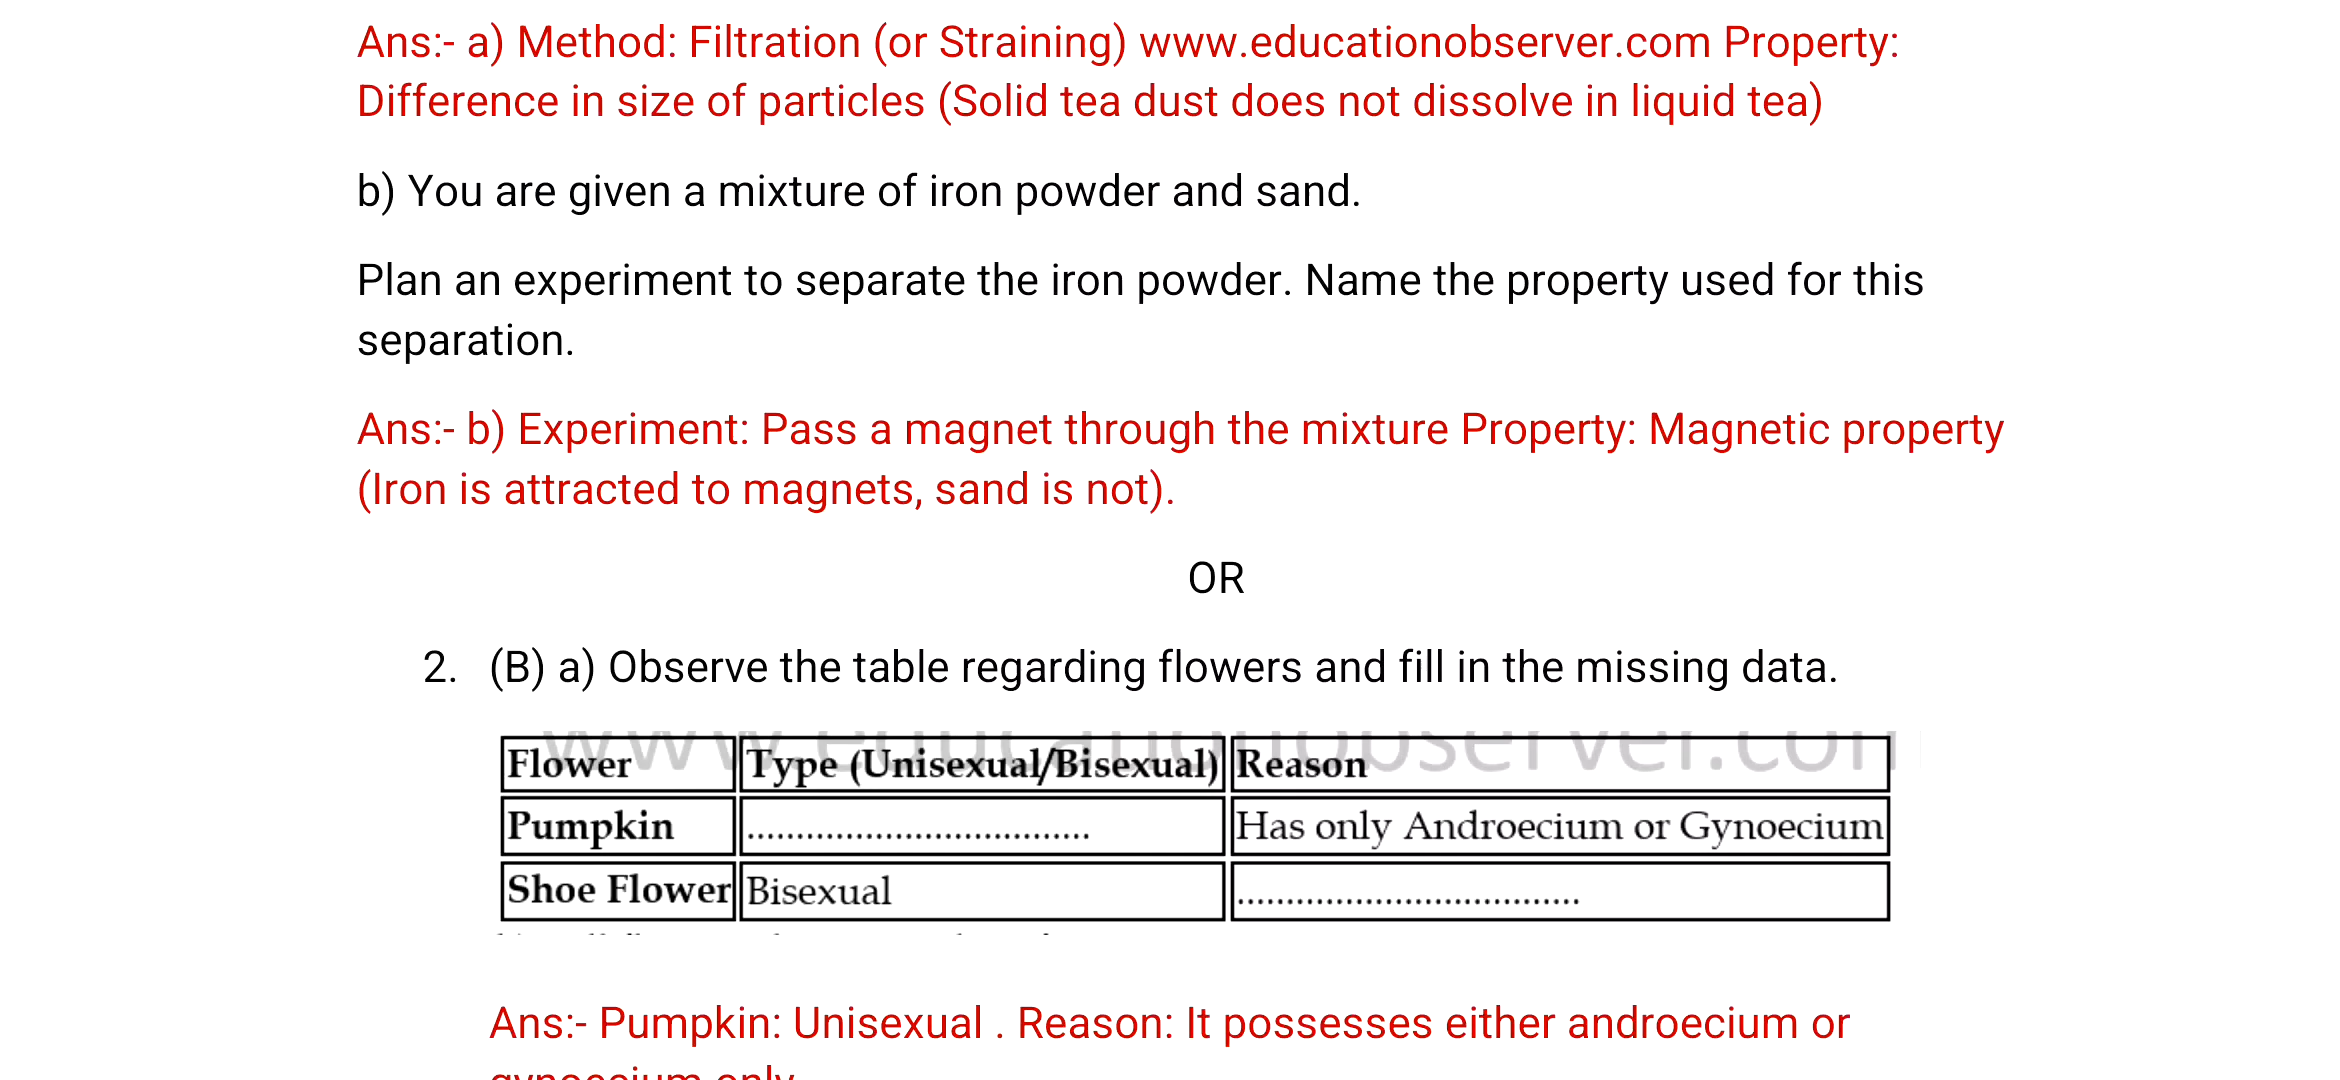 Ans:- a) Method: Filtration (or Straining) www.educationobserver.com Property:
Difference in size of particles (Solid tea dust does not dissolve in liquid tea)
b) You are given a mixture of iron powder and sand.
Plan an experiment to separate the iron powder. Name the property used for this
separation.
Ans:- b) Experiment: Pass a magnet through the mixture Property: Magnetic property
(Iron is attracted to magnets, sand is not).
OR
2. (B) a) Observe the table regarding flowers and fill in the missing data.
Flower Type (Unisexual/Bisexual) Reason
Pumpkin ................................... Has only Androecium or Gynoecium
Shoe Flower Bisexual ...................................
Ans:- Pumpkin: Unisexual . Reason: It possesses either androecium or
gynoecium only